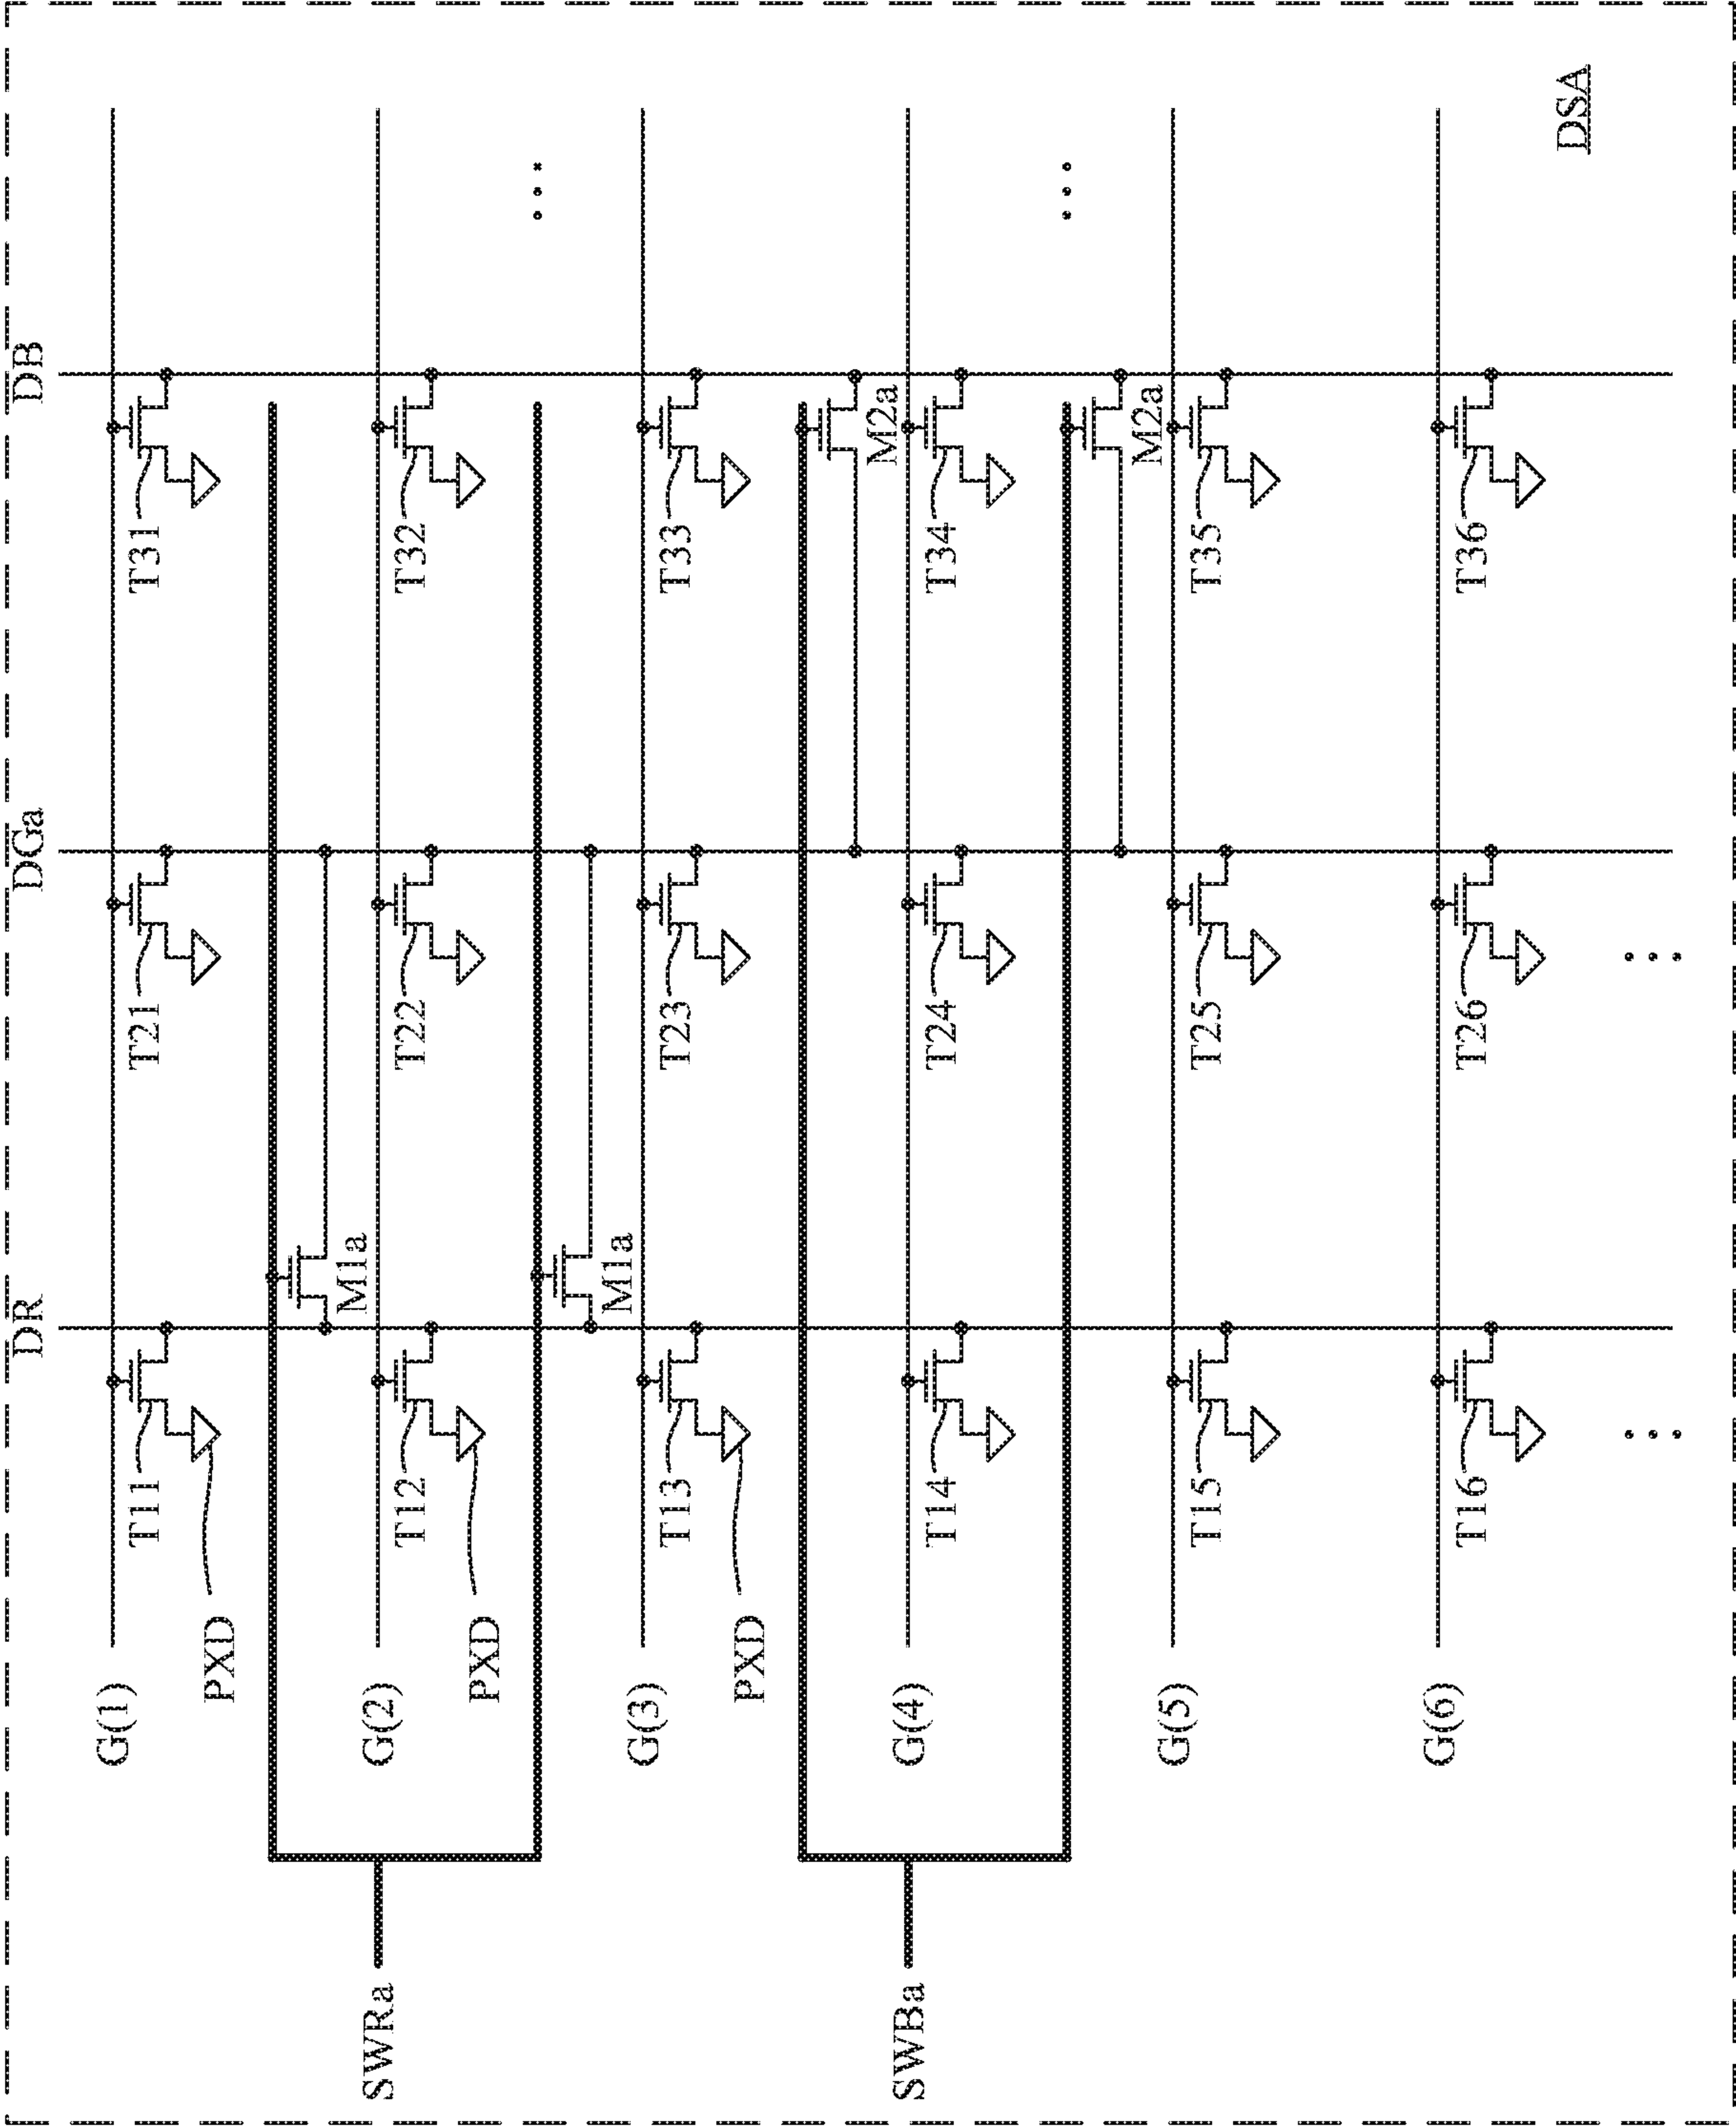 DR
DGa
DB
G(1)
T11
T21
T31
PXD
M1a
SWRa
G(2)
T12
T22
T32
PXD
M1a
G(3)
T13
T23
T33
PXD
M2a
SWBa
G(4)
T14
T24
T34
M2a
G(5)
T15
T25
T35
G(6)
T16
T26
T36
DSA